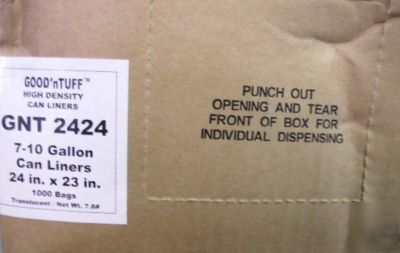 GOOD'nTUFF™
HIGH DENSITY
CAN LINERS
GNT 2424
7-10 Gallon
Can Liners
24 in. x 23 in.
1000 Bags
Translucent / Net Wt. 7.6#
PUNCH OUT
OPENING AND TEAR
FRONT OF BOX FOR
INDIVIDUAL DISPENSING